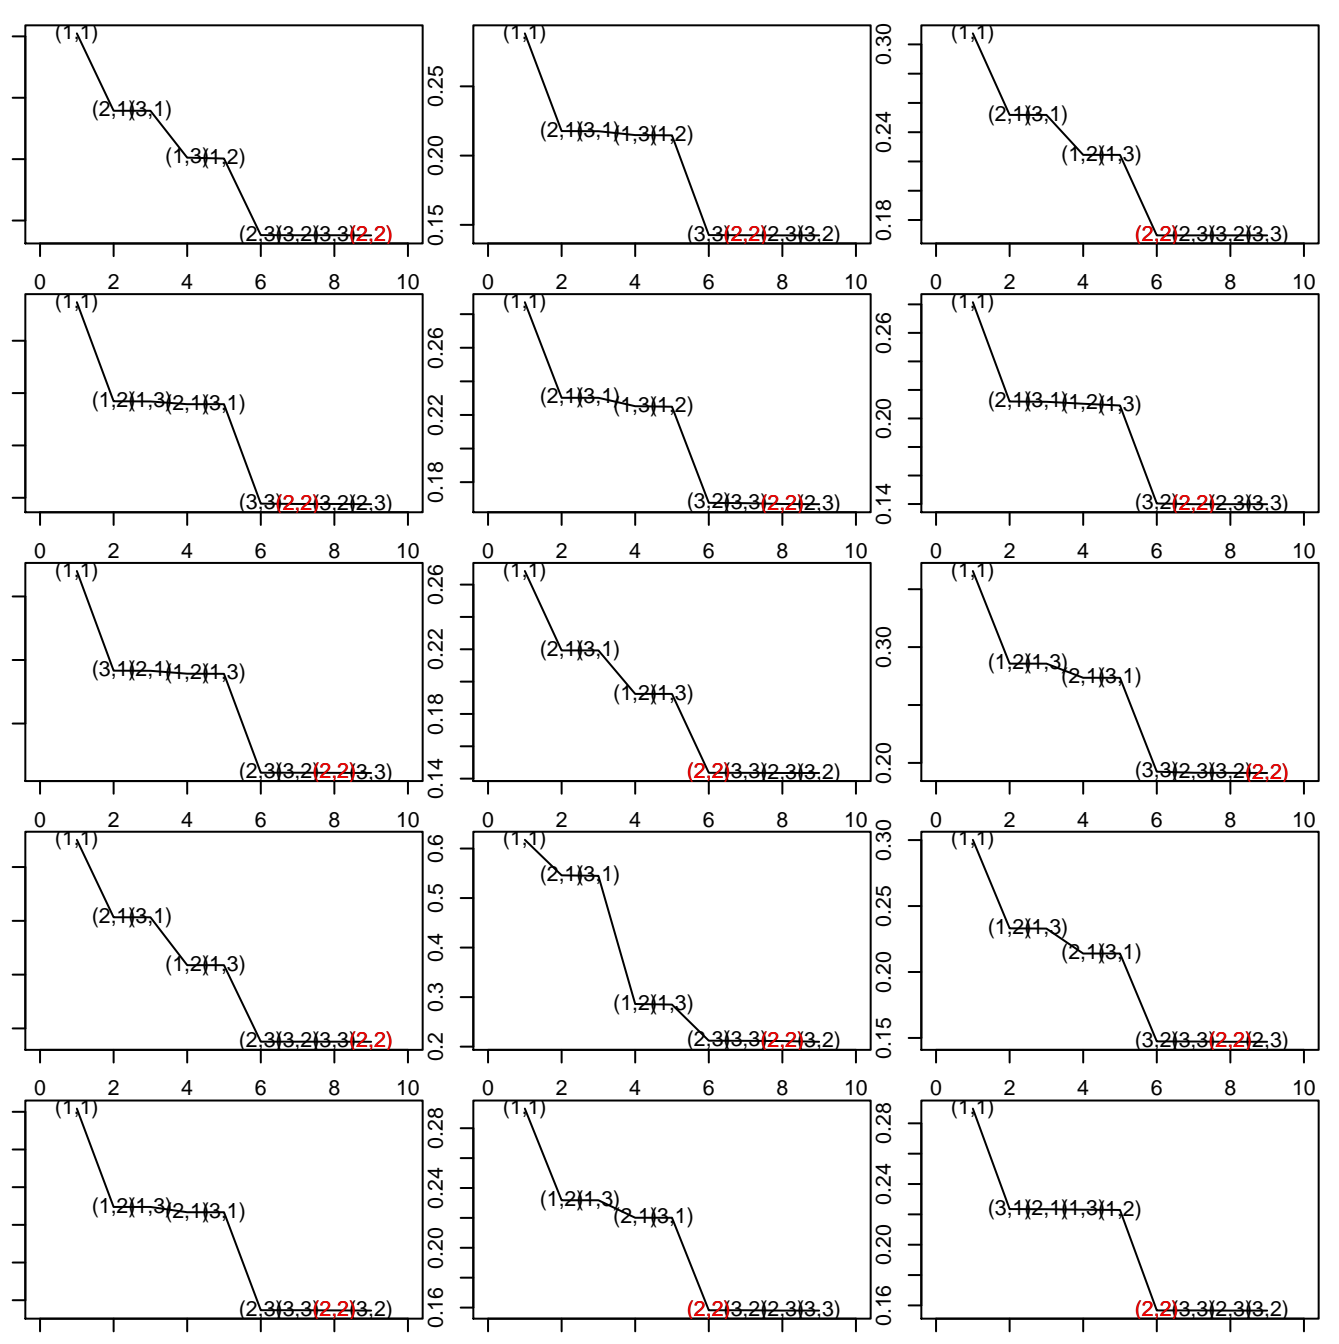 (1,1)
(2,1) (3,1)
(1,3) (1,2)
(2,3) (3,2) (3,3) (2,2)
0 2 4 6 8 10
0.15 0.20 0.25
(1,1)
(2,1) (3,1) (1,3) (1,2)
(3,3) (2,2) (2,3) (3,2)
0 2 4 6 8 10
0.18 0.24 0.30
(1,1)
(2,1) (3,1)
(1,2) (1,3)
(2,2) (2,3) (3,2) (3,3)
0 2 4 6 8 10
(1,1)
(1,2) (1,3) (2,1) (3,1)
(3,3) (2,2) (3,2) (2,3)
0 2 4 6 8 10
0.18 0.22 0.26
(1,1)
(2,1) (3,1) (1,3) (1,2)
(3,2) (3,3) (2,2) (2,3)
0 2 4 6 8 10
0.14 0.20 0.26
(1,1)
(2,1) (3,1) (1,2) (1,3)
(3,2) (2,2) (2,3) (3,3)
0 2 4 6 8 10
(1,1)
(3,1) (2,1) (1,2) (1,3)
(2,3) (3,2) (2,2) (3,3)
0 2 4 6 8 10
0.14 0.18 0.22 0.26
(1,1)
(2,1) (3,1)
(1,2) (1,3)
(2,2) (3,3) (2,3) (3,2)
0 2 4 6 8 10
0.20 0.30
(1,1)
(1,2) (1,3)
(2,1) (3,1)
(3,3) (2,3) (3,2) (2,2)
0 2 4 6 8 10
(1,1)
(2,1) (3,1)
(1,2) (1,3)
(2,3) (3,2) (3,3) (2,2)
0 2 4 6 8 10
0.2 0.3 0.4 0.5 0.6
(1,1)
(2,1) (3,1)
(1,2) (1,3)
(2,3) (3,3) (2,2) (3,2)
0 2 4 6 8 10
0.15 0.20 0.25 0.30
(1,1)
(1,2) (1,3)
(2,1) (3,1)
(3,2) (3,3) (2,2) (2,3)
0 2 4 6 8 10
(1,1)
(1,2) (1,3) (2,1) (3,1)
(2,3) (3,3) (2,2) (3,2)
0.16 0.20 0.24 0.28
(1,1)
(1,2) (1,3)
(2,1) (3,1)
(2,2) (3,2) (2,3) (3,3)
0.16 0.20 0.24 0.28
(1,1)
(3,1) (2,1) (1,3) (1,2)
(2,2) (3,3) (2,3) (3,2)